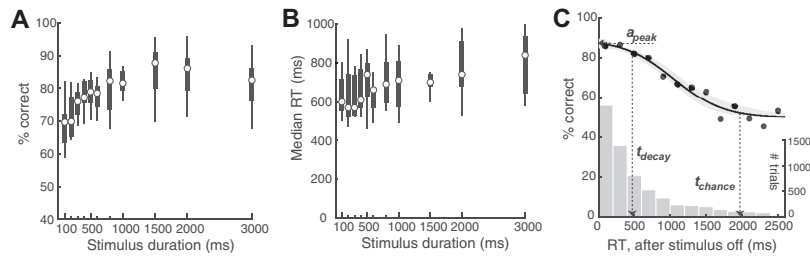 A
% correct
100
90
80
70
60
50
40
100 500 1000 1500 2000 3000
Stimulus duration (ms)
B
Median RT (ms)
1000
800
600
400
200
0
100 500 1000 1500 2000 3000
Stimulus duration (ms)
C
% correct
100
80
60
40
20
0
a_peak
t_decay
t_chance
1500
1000
500
0
# trials
0 500 1000 1500 2000 2500
RT, after stimulus off (ms)